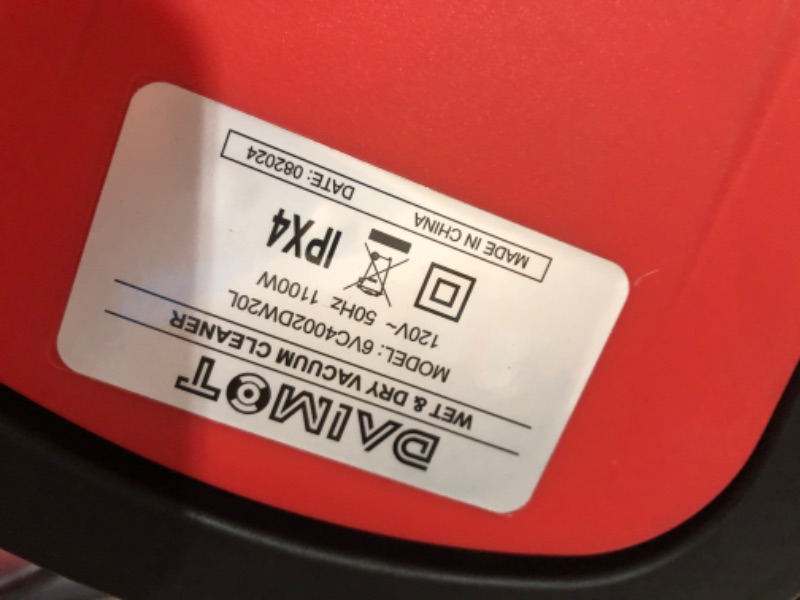 DAIMOT
WET & DRY VACUUM CLEANER
MODEL: 6VC4002DW20L
120V~ 50Hz 1100W
IPX4
MADE IN CHINA DATE: 082024